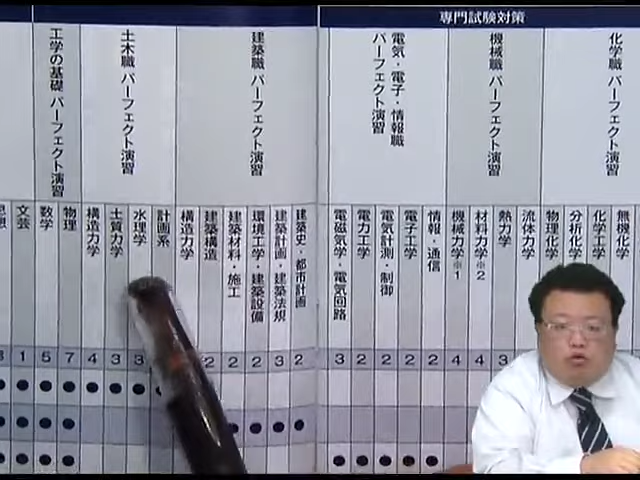 専門試験対策
工学の基礎 パーフェクト演習
土木職 パーフェクト演習
建築職 パーフェクト演習
電気・電子・情報職 パーフェクト演習
機械職 パーフェクト演習
化学職 パーフェクト演習
文芸
数学
物理
構造力学
土質力学
水理学
計画系
構造力学
建築構造
建築材料・施工
環境工学・建築設備
建築計画・建築法規
建築史・都市計画
電磁気学・電気回路
電力工学
電気計測・制御
電子工学
情報・通信
機械力学※1
材料力学※2
熱力学
流体力学
物理化学
分析化学
化学工学
無機化学
1 5 7 4 3 3 2 2 2 3 2 3 2 2 2 2 4 4 3